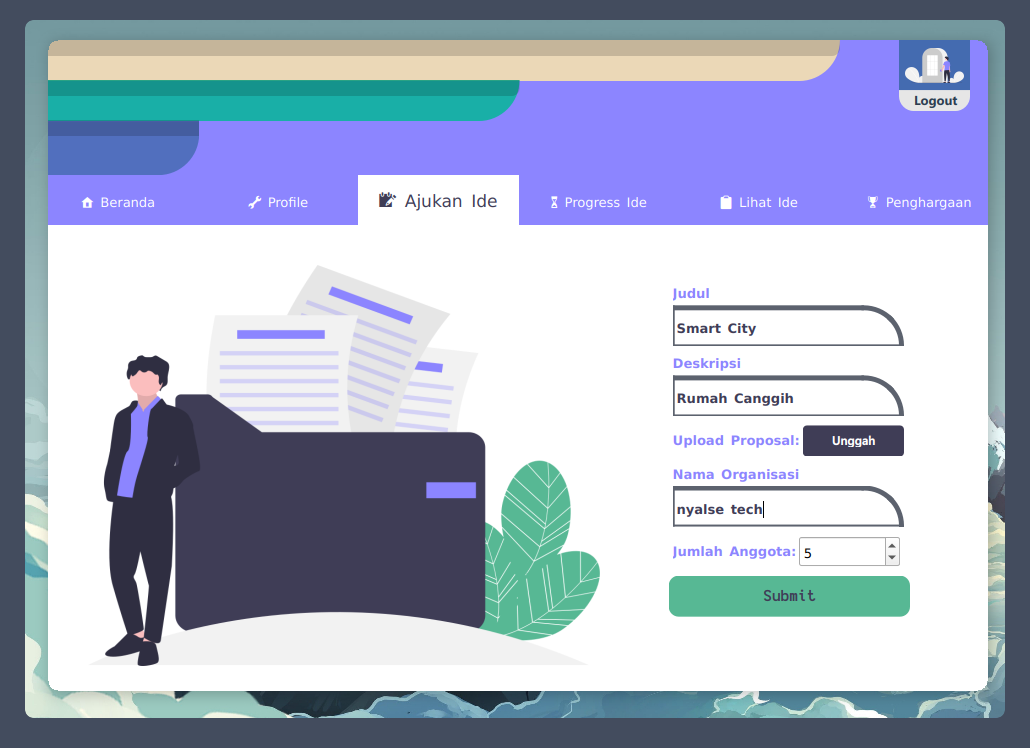 Logout
Beranda
Profile
Ajukan Ide
Progress Ide
Lihat Ide
Penghargaan
Judul
Smart City
Deskripsi
Rumah Canggih
Upload Proposal: Unggah
Nama Organisasi
nyalse tech
Jumlah Anggota: 5
Submit